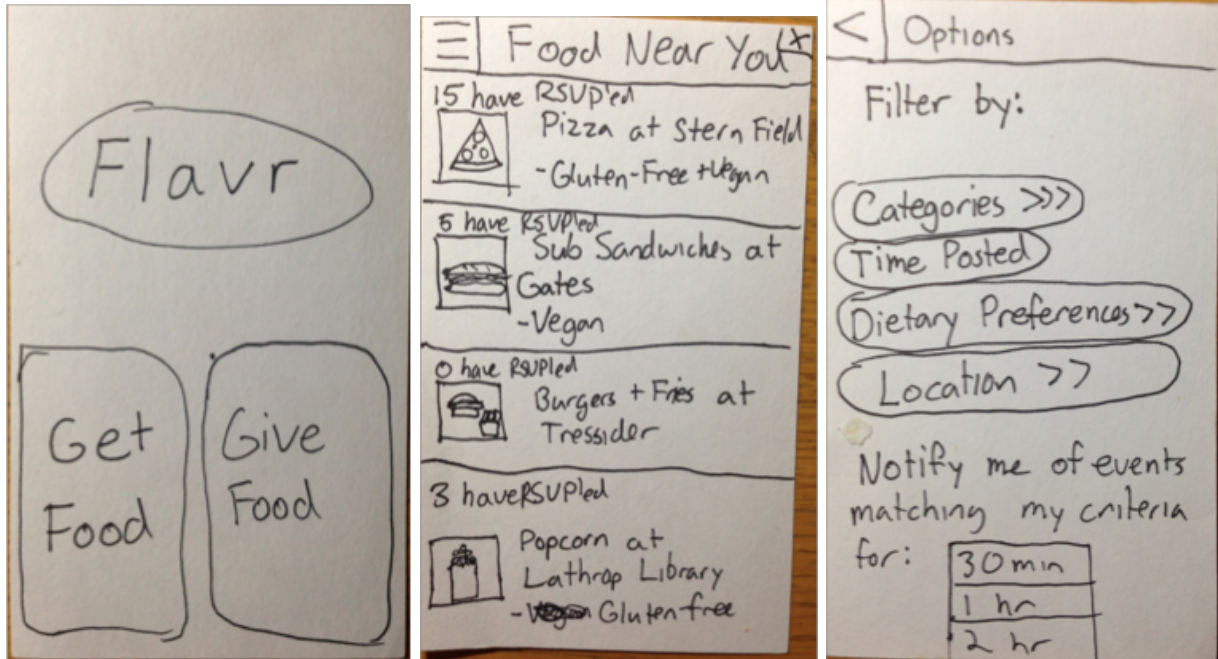 Flavr
Get
Food
Give
Food
Food Near You
15 have RSVP'ed
Pizza at Stern Field
-Gluten-Free + Vegan
5 have RSVPled
Sub Sandwiches at
Gates
-Vegan
0 have RSVPled
Burgers + Fries at
Tressider
3 have RSVPled
Popcorn at
Lathrop Library
- Gluten free
< Options
Filter by:
Categories >>>
Time Posted
Dietary Preferences >>
Location >>
Notify me of events
matching my criteria
for:
30 min
1 hr
2 hr